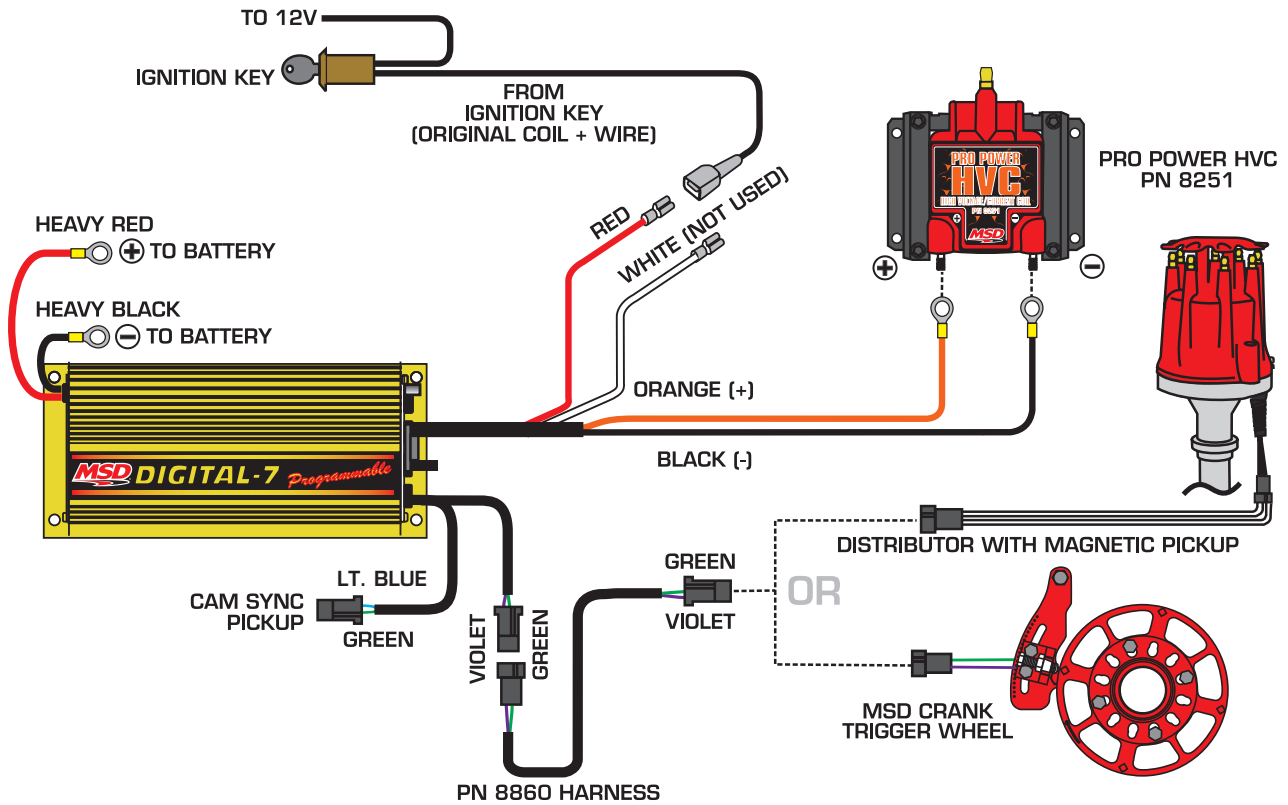 TO 12V
IGNITION KEY
FROM
IGNITION KEY
(ORIGINAL COIL + WIRE)
RED
WHITE (NOT USED)
PRO POWER
HVC
PN 8251
MSD
+
-
PRO POWER HVC
PN 8251
HEAVY RED
+ TO BATTERY
HEAVY BLACK
- TO BATTERY
ORANGE (+)
BLACK (-)
MSD DIGITAL-7 Programmable
DISTRIBUTOR WITH MAGNETIC PICKUP
OR
LT. BLUE
CAM SYNC
PICKUP
GREEN
VIOLET
GREEN
GREEN
VIOLET
MSD CRANK
TRIGGER WHEEL
PN 8860 HARNESS